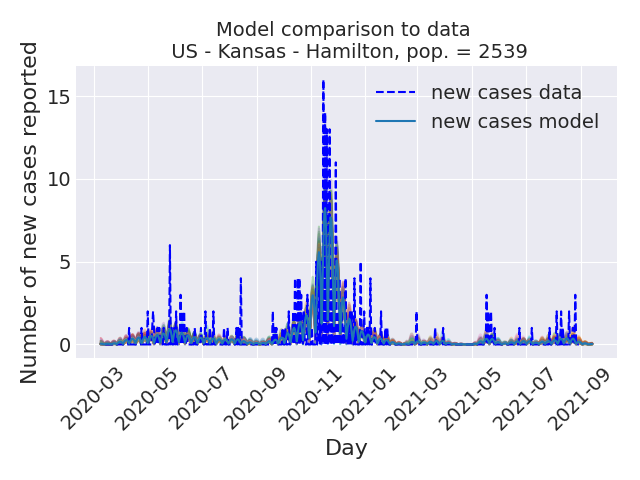 Model comparison to data
US - Kansas - Hamilton, pop. = 2539
Number of new cases reported
15
10
5
0
new cases data
new cases model
2020-03
2020-05
2020-07
2020-09
2020-11
2021-01
2021-03
2021-05
2021-07
2021-09
Day